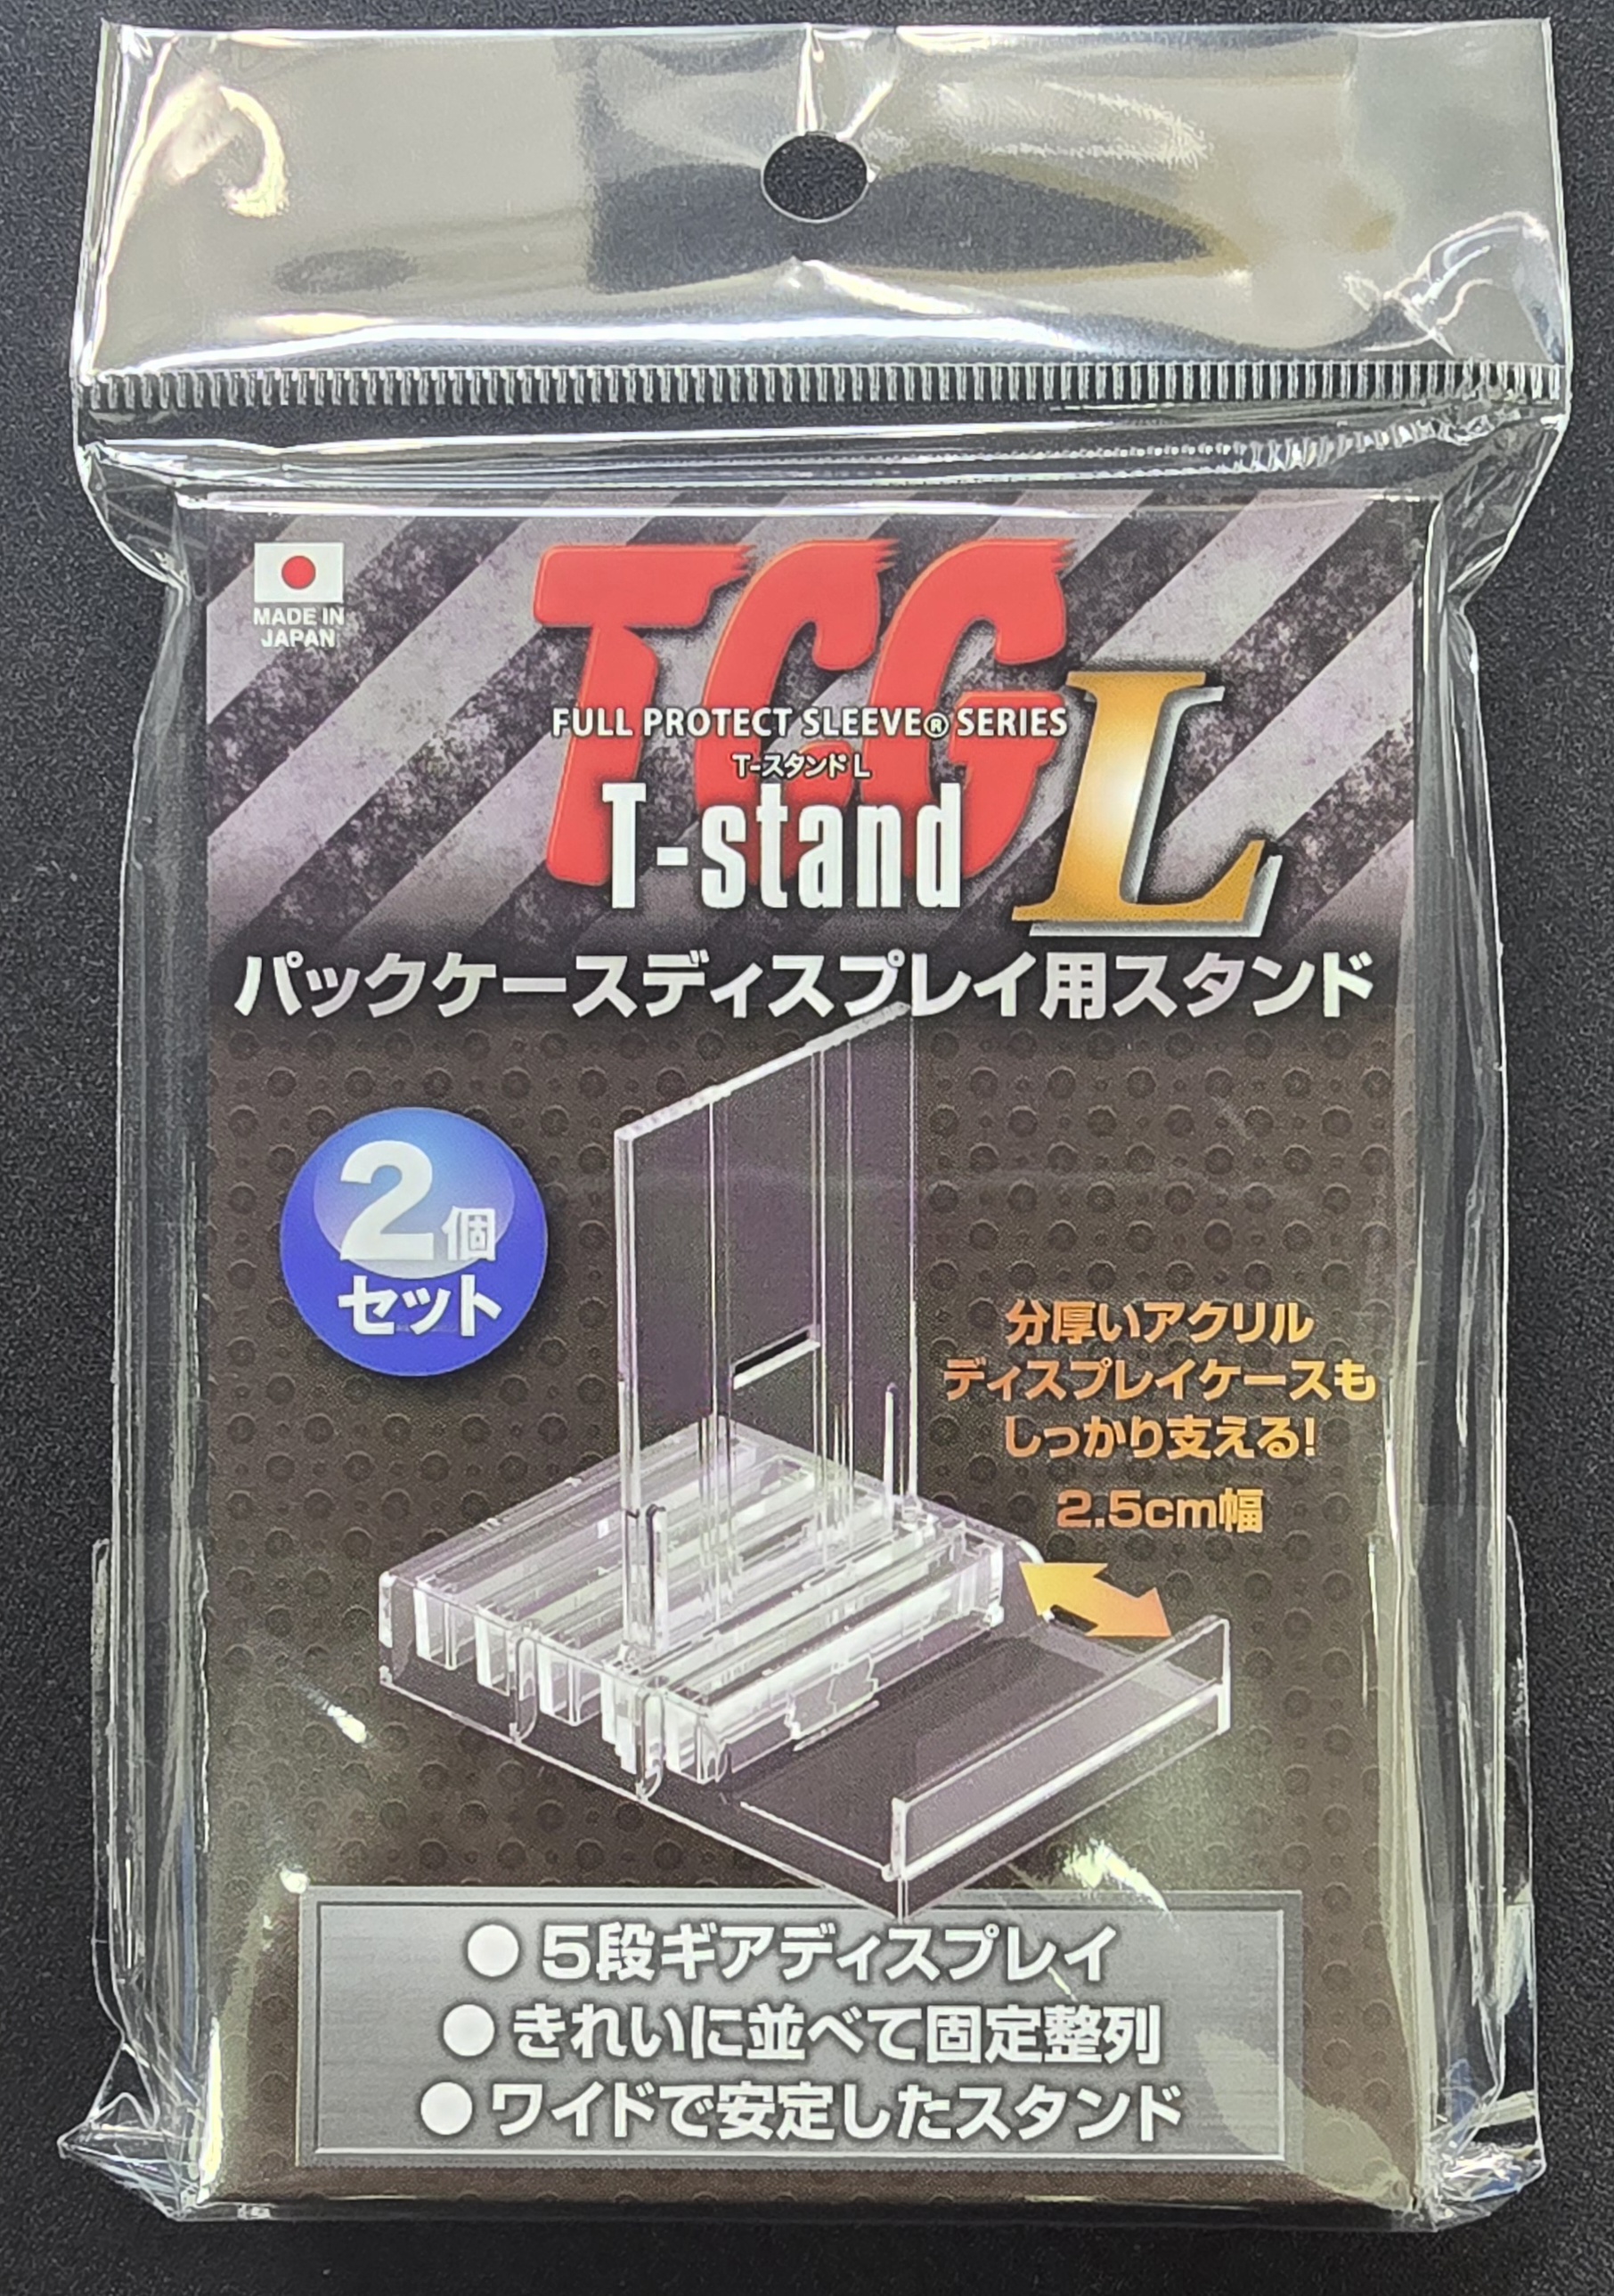 MADE IN
JAPAN
TCG
FULL PROTECT SLEEVE® SERIES
T-スタンド L
T-stand L
パックケースディスプレイ用スタンド
2個
セット
分厚いアクリル
ディスプレイケースも
しっかり支える!
2.5cm幅
● 5段ギアディスプレイ
● きれいに並べて固定整列
● ワイドで安定したスタンド